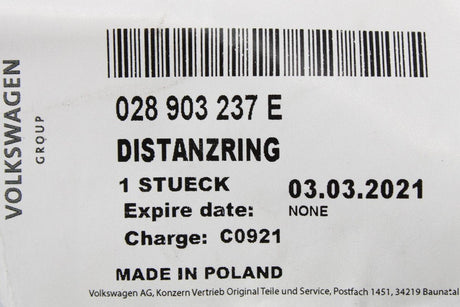 VOLKSWAGEN
GROUP
028 903 237 E
DISTANZRING
1 STUECK 03.03.2021
Expire date: NONE
Charge: C0921
MADE IN POLAND
Volkswagen AG, Konzern Vertrieb Original Teile und Service, Postfach 1451, 34219 Baunatal